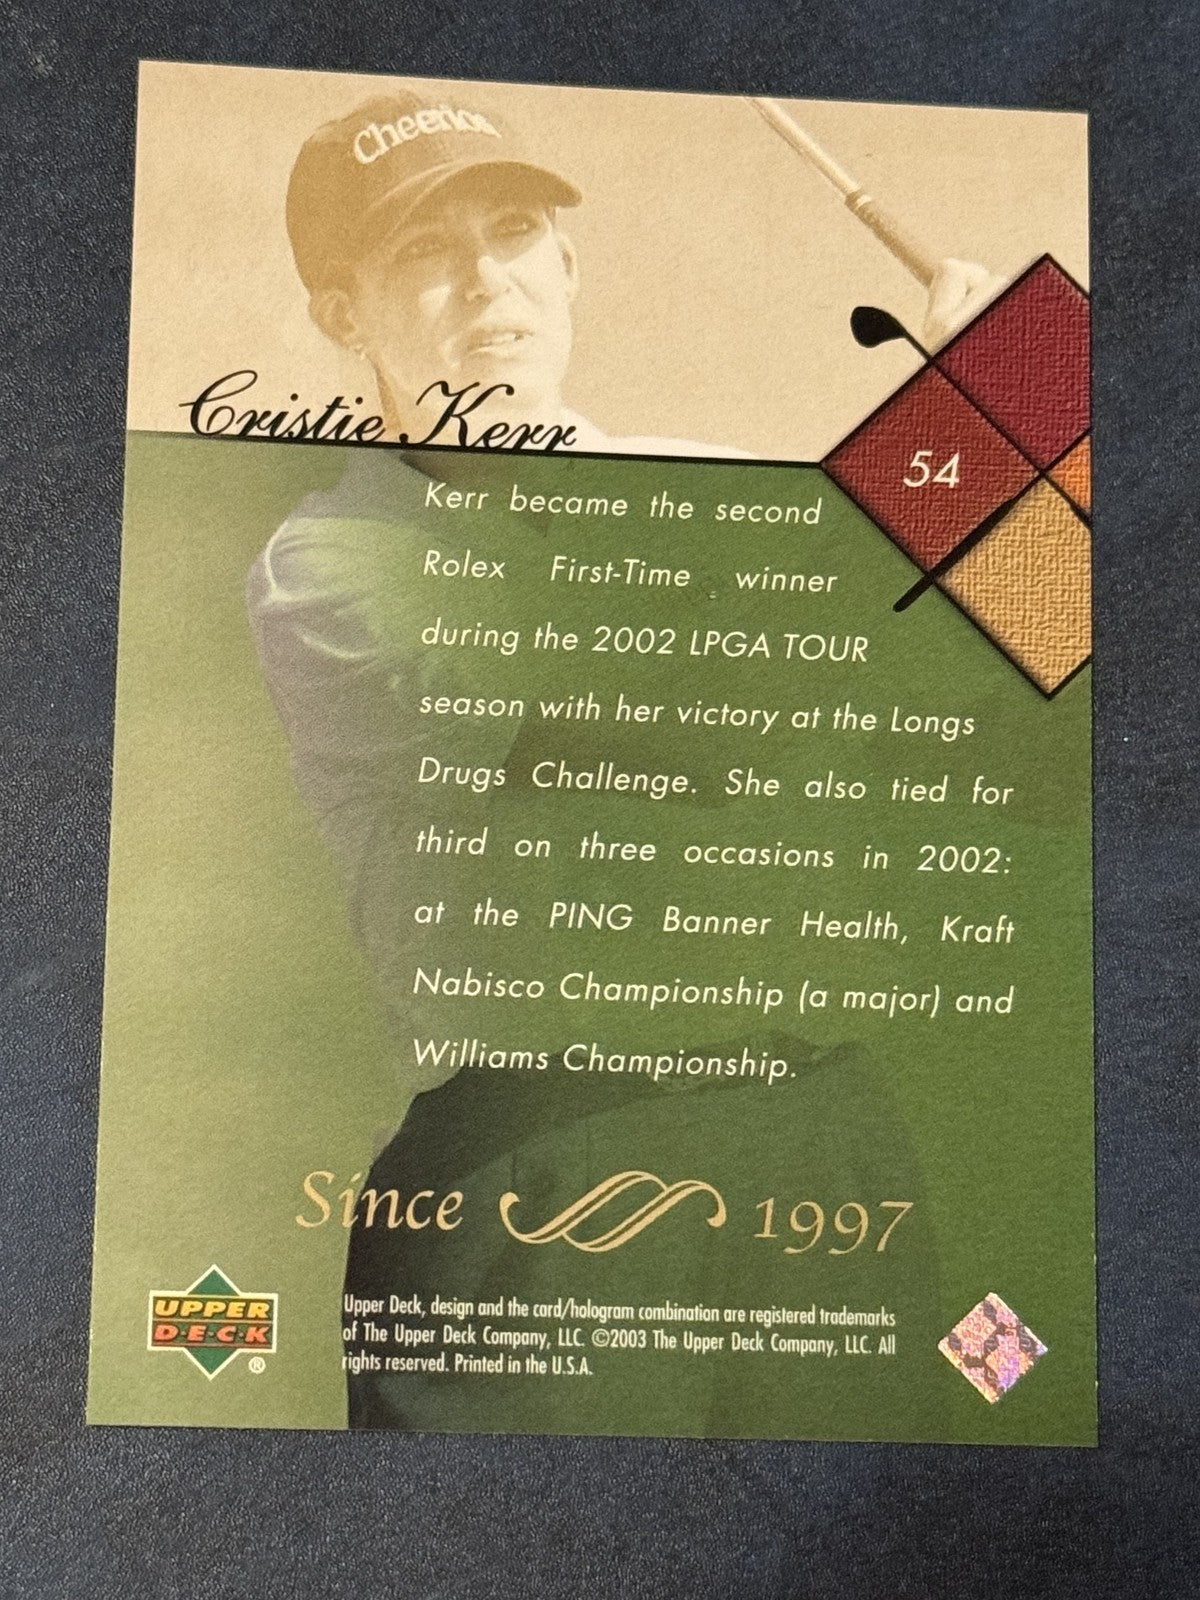 Cheerios
Cristie Kerr
54
Kerr became the second
Rolex First-Time winner
during the 2002 LPGA TOUR
season with her victory at the Longs
Drugs Challenge. She also tied for
third on three occasions in 2002:
at the PING Banner Health, Kraft
Nabisco Championship (a major) and
Williams Championship.
Since 1997
UPPER
D·E·C·K
®
Upper Deck, design and the card/hologram combination are registered trademarks
of The Upper Deck Company, LLC. ©2003 The Upper Deck Company, LLC. All
rights reserved. Printed in the U.S.A.